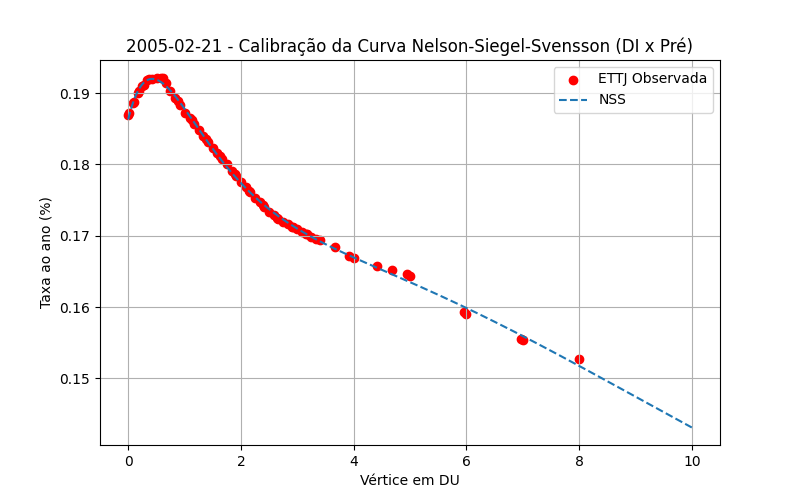 2005-02-21 - Calibração da Curva Nelson-Siegel-Svensson (DI x Pré)
ETTJ Observada
NSS
Taxa ao ano (%)
0.19
0.18
0.17
0.16
0.15
0 2 4 6 8 10
Vértice em DU